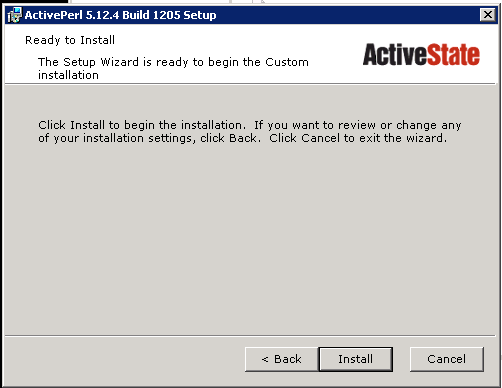 ActivePerl 5.12.4 Build 1205 Setup
Ready to Install
The Setup Wizard is ready to begin the Custom
installation
ActiveState
Click Install to begin the installation. If you want to review or change any
of your installation settings, click Back. Click Cancel to exit the wizard.
< Back
Install
Cancel